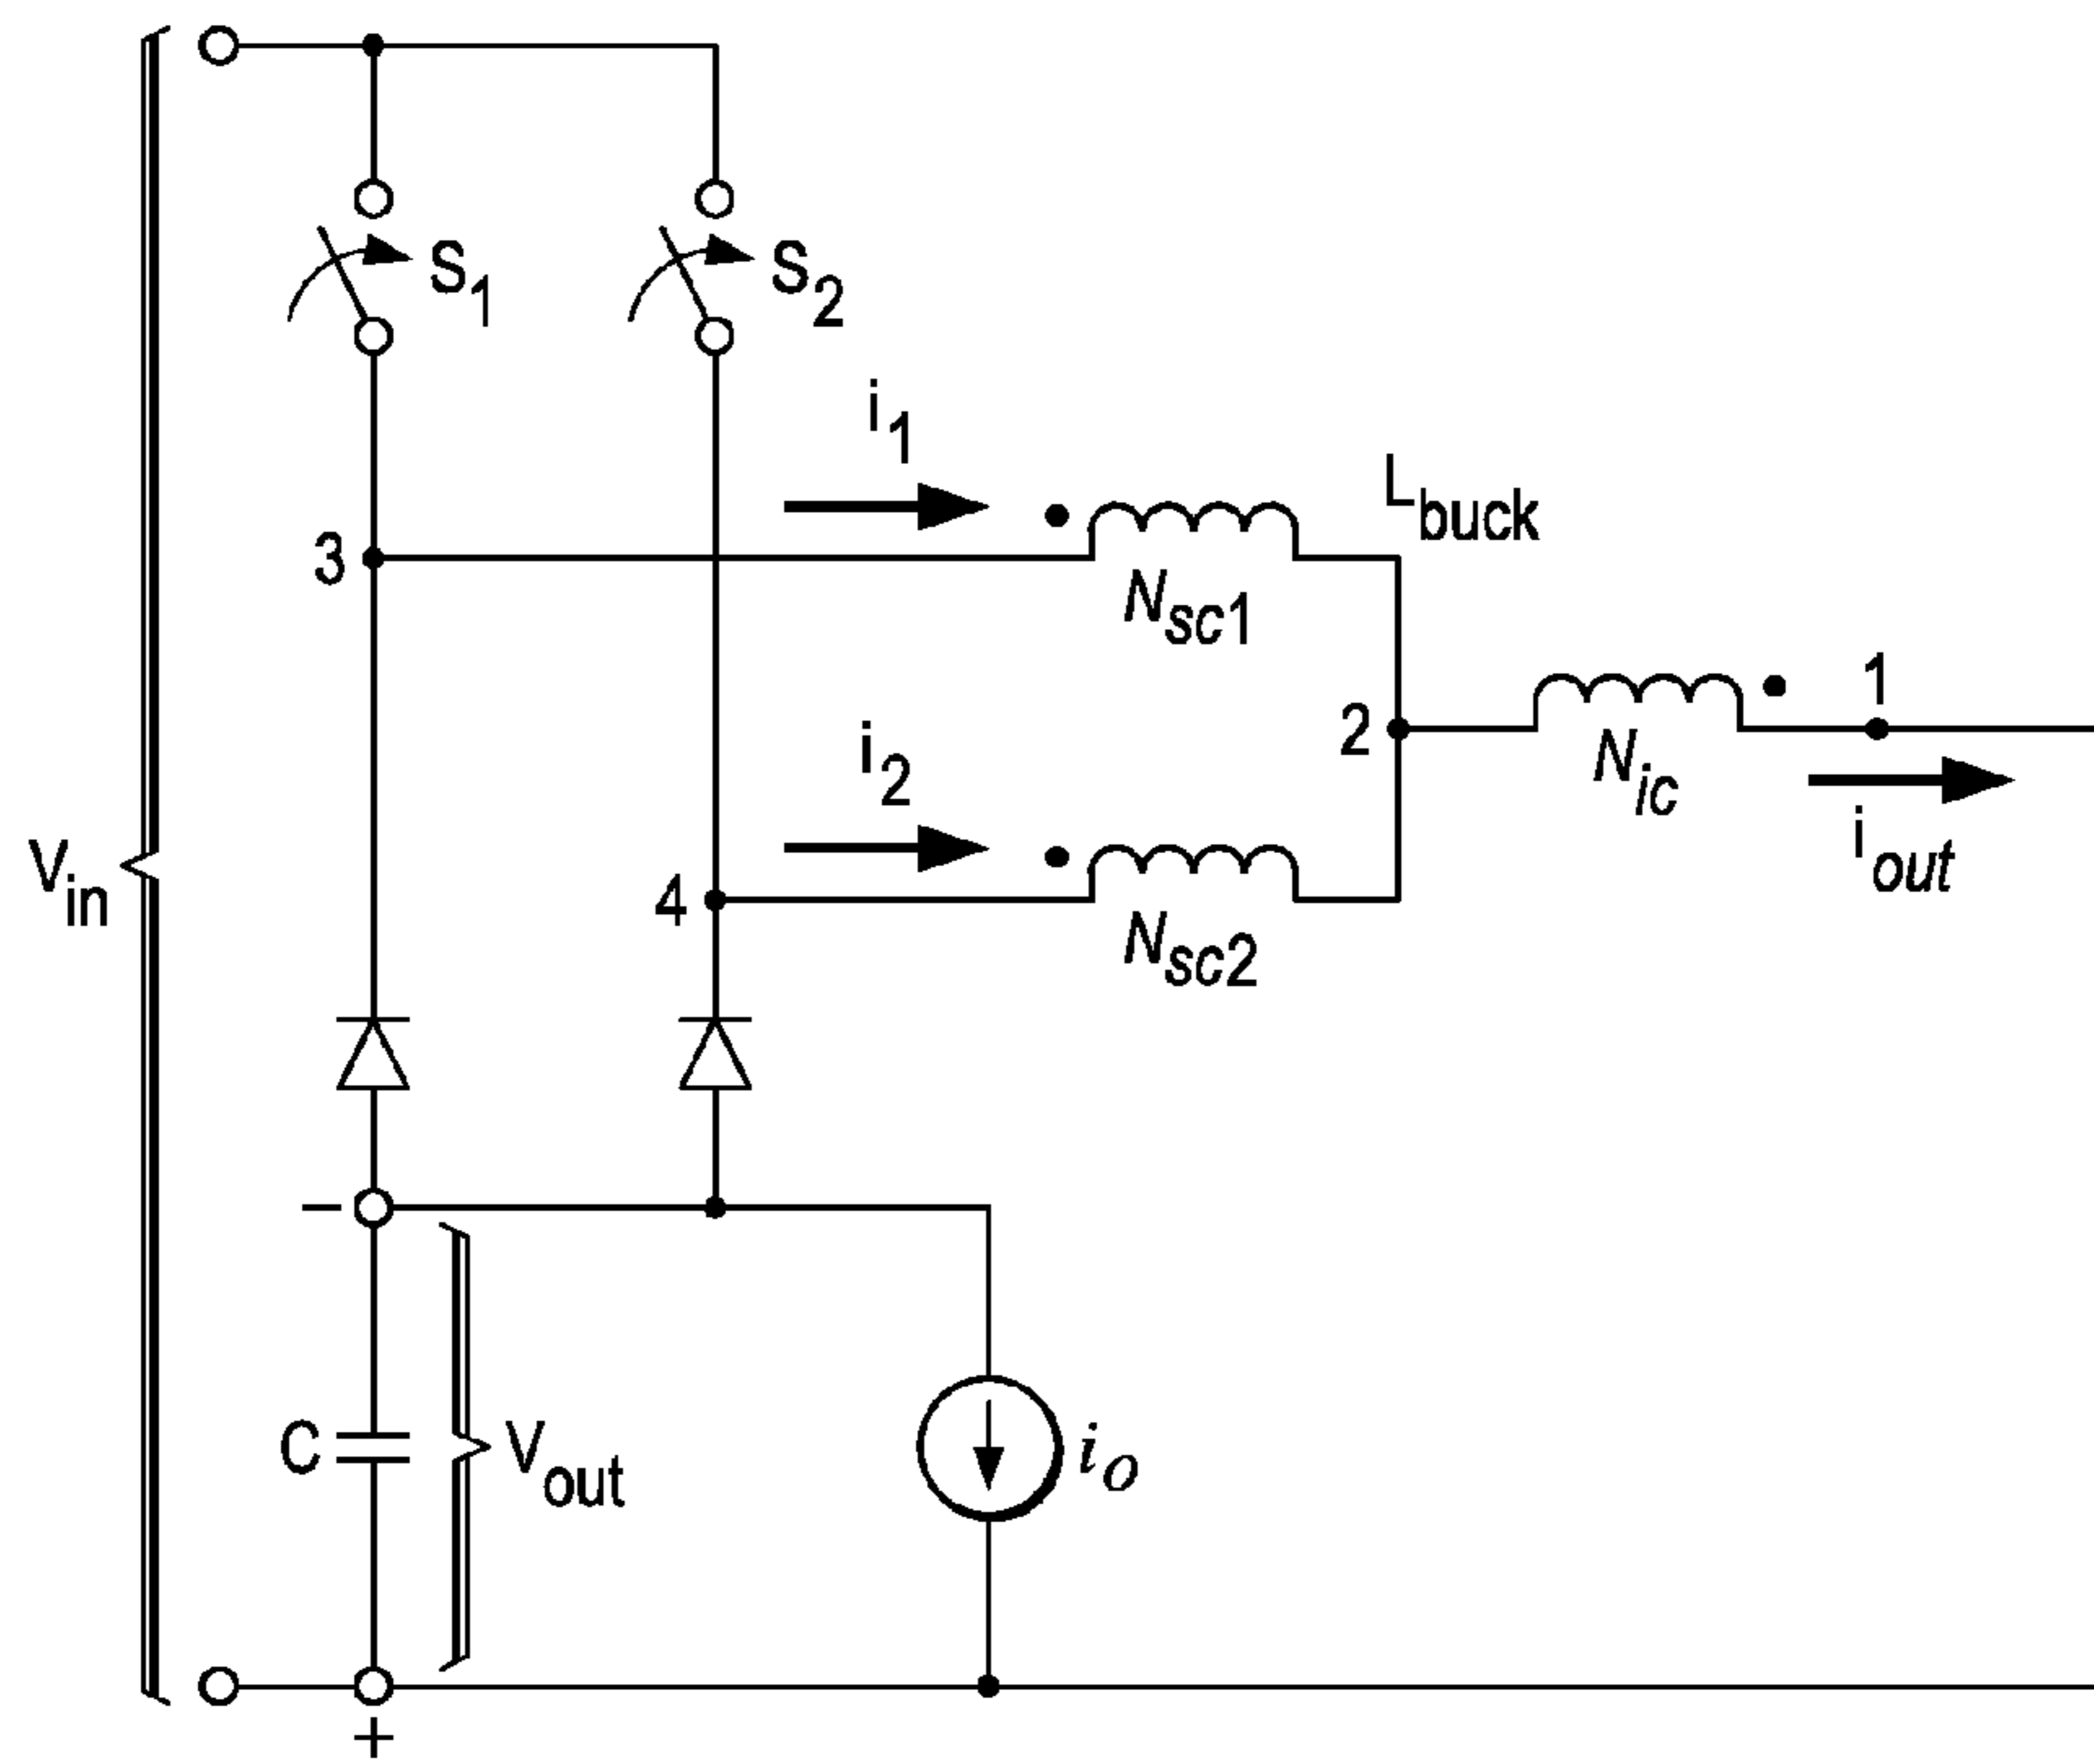 S1
S2
i1
Lbuck
3
Nsc1
1
i2
2
Nic
iout
Vin
4
Nsc2
−
C
Vout
io
+